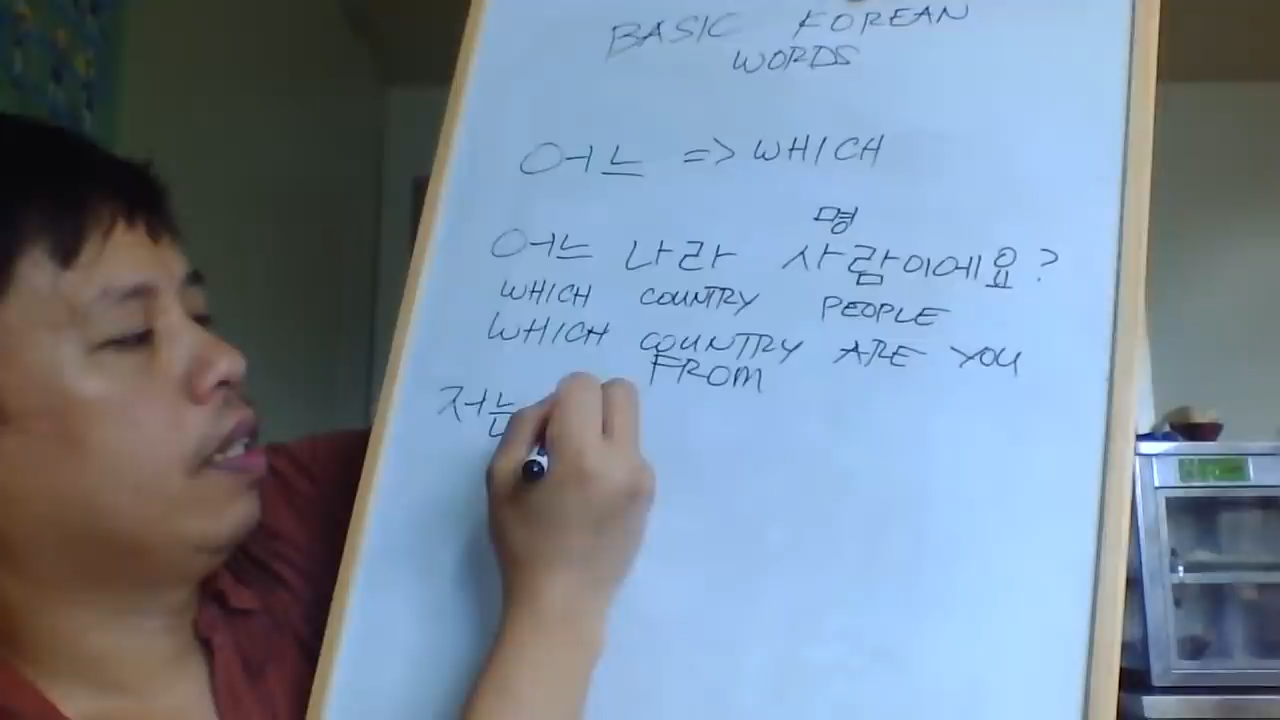 BASIC KOREAN
WORDS
어느 => WHICH
명
어느 나라 사람이에요?
WHICH COUNTRY PEOPLE
WHICH COUNTRY ARE YOU
FROM
저는